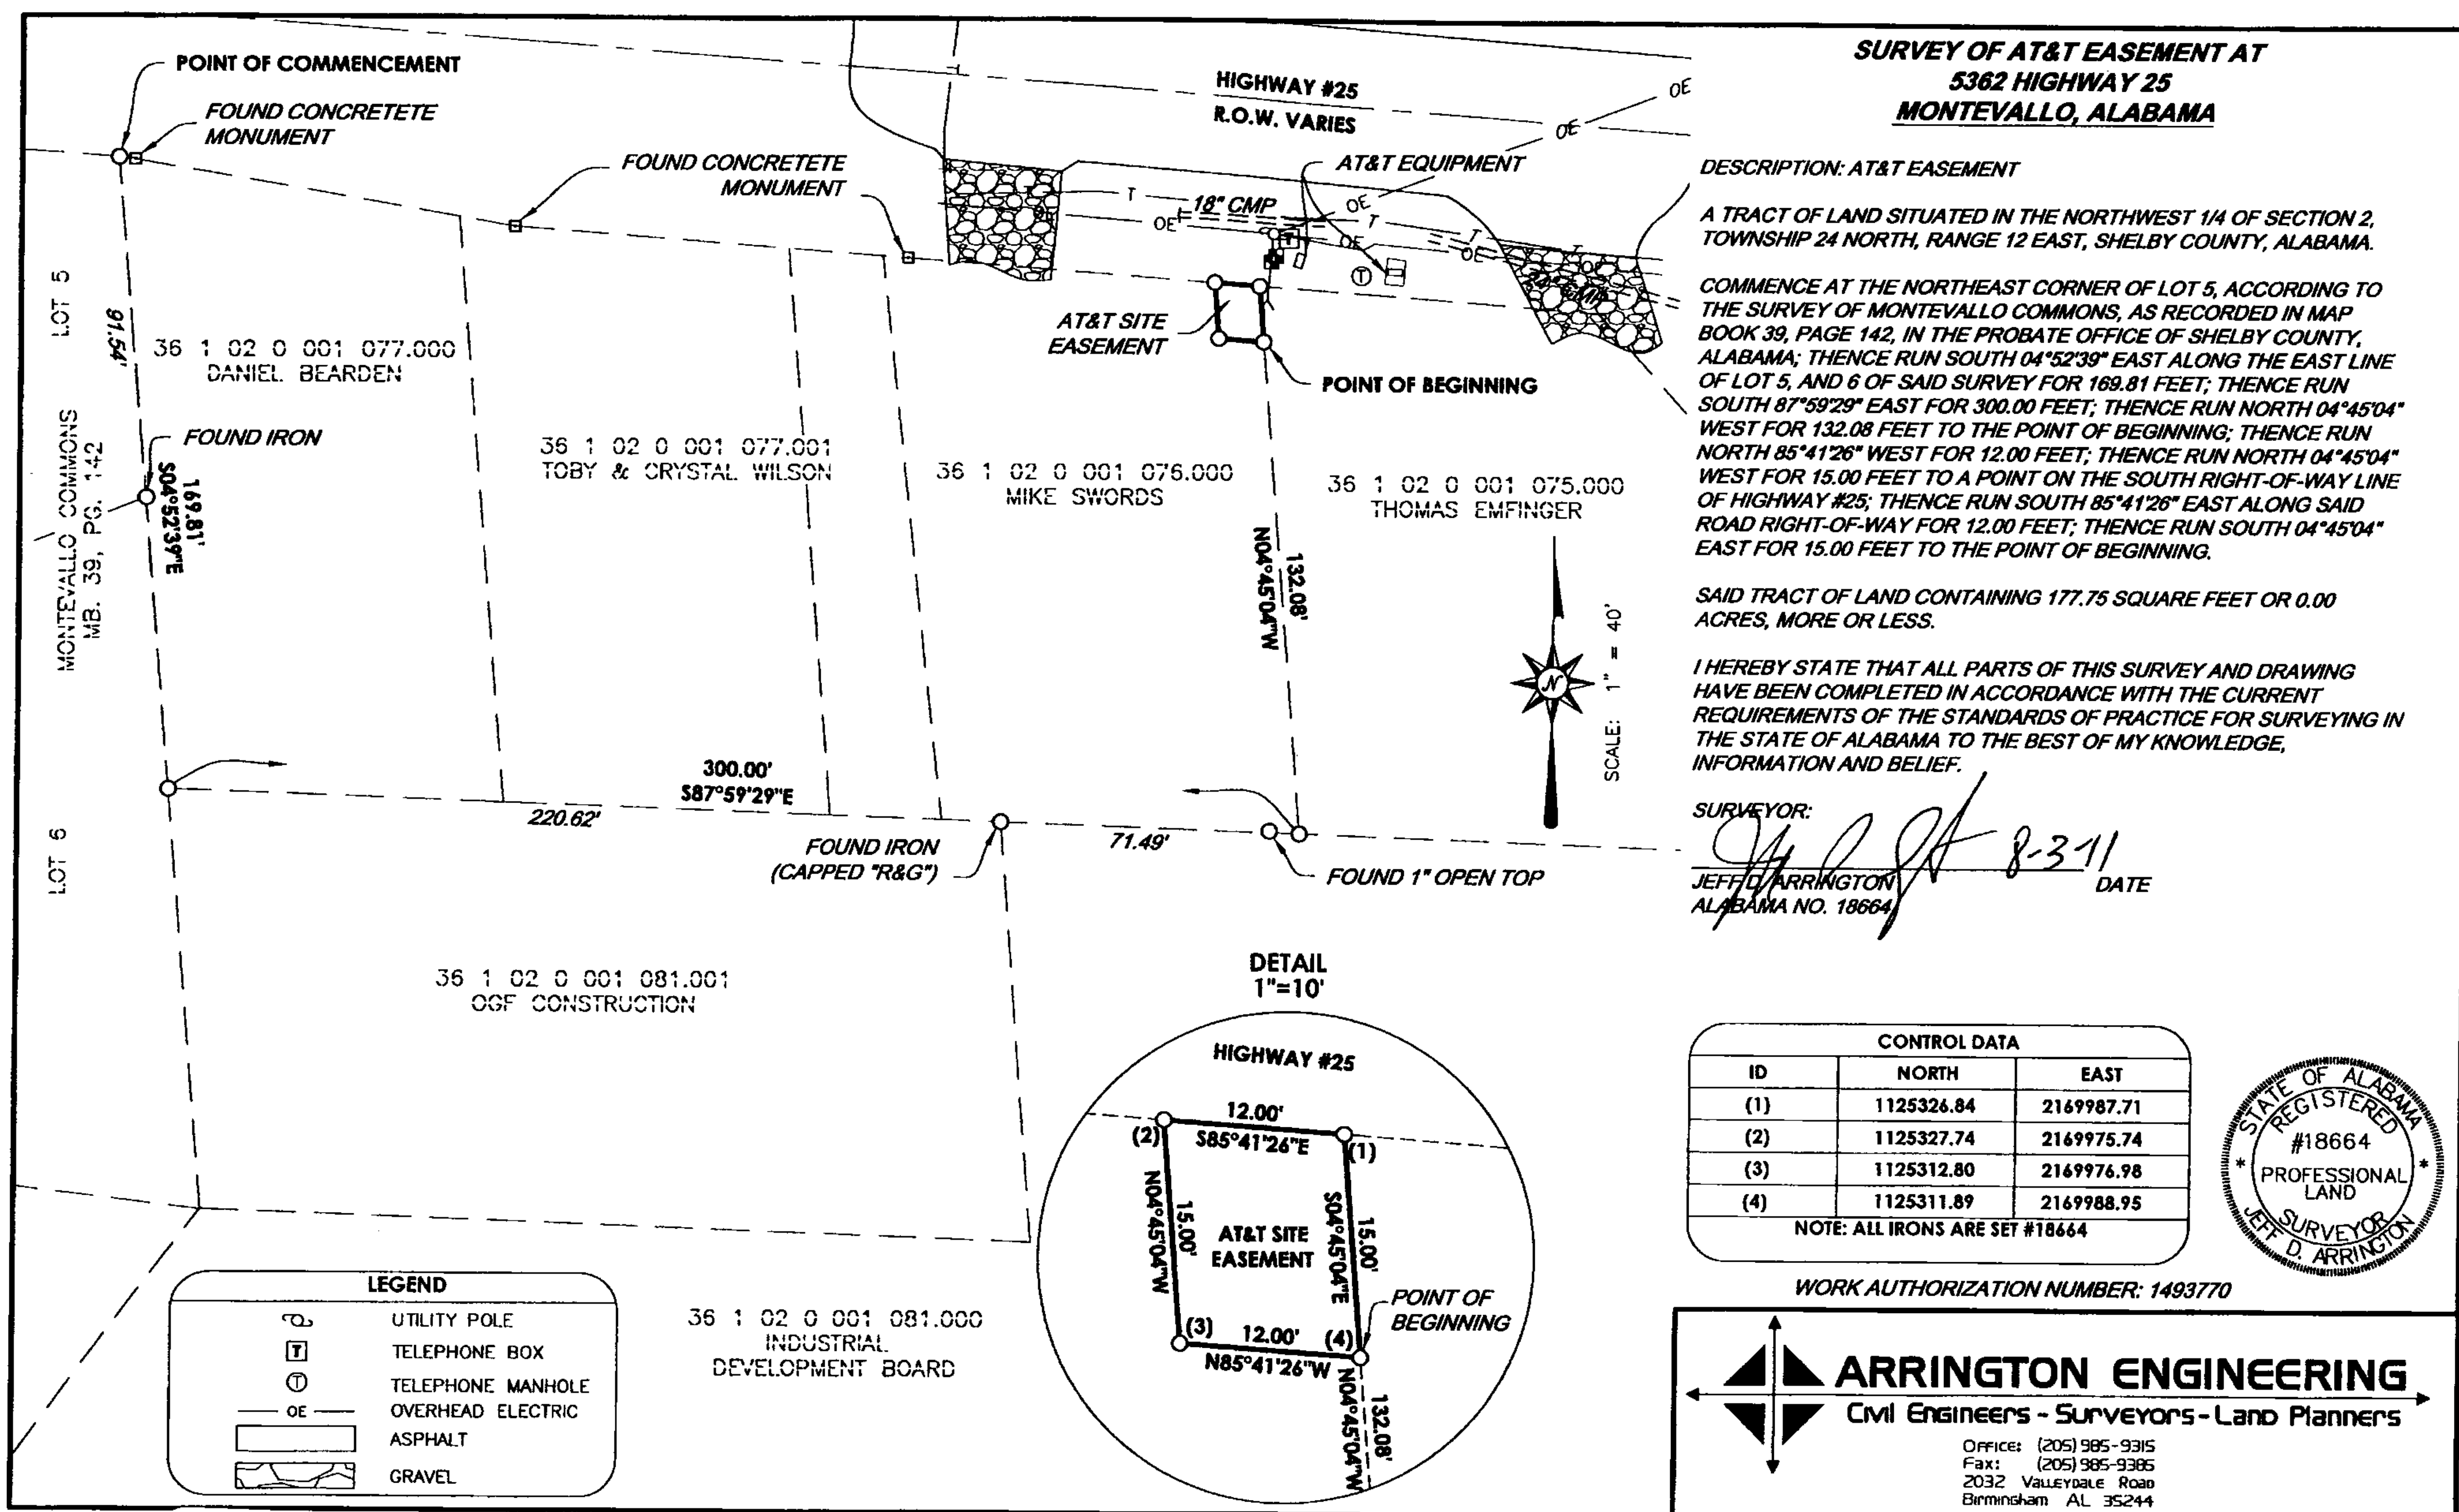 POINT OF COMMENCEMENT
FOUND CONCRETETE
MONUMENT
FOUND CONCRETETE
MONUMENT
HIGHWAY #25
R.O.W. VARIES
OE
OE
AT&T EQUIPMENT
T
18" CMP
OE
OE
T
OE
T
T
OE
OE
T
AT&T SITE
EASEMENT
POINT OF BEGINNING
LOT 5
91.54'
36 1 02 0 001 077.000
DANIEL BEARDEN
FOUND IRON
MONTEVALLO COMMONS
MB. 39, PG. 142
169.81'
S04°52'39"E
36 1 02 0 001 077.001
TOBY & CRYSTAL WILSON
36 1 02 0 001 076.000
MIKE SWORDS
36 1 02 0 001 075.000
THOMAS EMFINGER
132.08'
N04°45'04"W
N
SCALE: 1" = 40'
300.00'
S87°59'29"E
220.62'
71.49'
FOUND IRON
(CAPPED "R&G")
FOUND 1" OPEN TOP
LOT 6
36 1 02 0 001 081.001
OGF CONSTRUCTION
36 1 02 0 001 081.000
INDUSTRIAL
DEVELOPMENT BOARD
LEGEND
UTILITY POLE
T TELEPHONE BOX
T TELEPHONE MANHOLE
OE OVERHEAD ELECTRIC
ASPHALT
GRAVEL
DETAIL
1"=10'
HIGHWAY #25
12.00'
S85°41'26"E
(2)
(1)
N04°45'04"W
15.00'
AT&T SITE
EASEMENT
15.00'
S04°45'04"E
POINT OF
BEGINNING
(3)
12.00'
(4)
N85°41'26"W
132.08'
N04°45'04"W
SURVEY OF AT&T EASEMENT AT
5362 HIGHWAY 25
MONTEVALLO, ALABAMA
DESCRIPTION: AT&T EASEMENT
A TRACT OF LAND SITUATED IN THE NORTHWEST 1/4 OF SECTION 2,
TOWNSHIP 24 NORTH, RANGE 12 EAST, SHELBY COUNTY, ALABAMA.
COMMENCE AT THE NORTHEAST CORNER OF LOT 5, ACCORDING TO
THE SURVEY OF MONTEVALLO COMMONS, AS RECORDED IN MAP
BOOK 39, PAGE 142, IN THE PROBATE OFFICE OF SHELBY COUNTY,
ALABAMA; THENCE RUN SOUTH 04°52'39" EAST ALONG THE EAST LINE
OF LOT 5, AND 6 OF SAID SURVEY FOR 169.81 FEET; THENCE RUN
SOUTH 87°59'29" EAST FOR 300.00 FEET; THENCE RUN NORTH 04°45'04"
WEST FOR 132.08 FEET TO THE POINT OF BEGINNING; THENCE RUN
NORTH 85°41'26" WEST FOR 12.00 FEET; THENCE RUN NORTH 04°45'04"
WEST FOR 15.00 FEET TO A POINT ON THE SOUTH RIGHT-OF-WAY LINE
OF HIGHWAY #25; THENCE RUN SOUTH 85°41'26" EAST ALONG SAID
ROAD RIGHT-OF-WAY FOR 12.00 FEET; THENCE RUN SOUTH 04°45'04"
EAST FOR 15.00 FEET TO THE POINT OF BEGINNING.
SAID TRACT OF LAND CONTAINING 177.75 SQUARE FEET OR 0.00
ACRES, MORE OR LESS.
I HEREBY STATE THAT ALL PARTS OF THIS SURVEY AND DRAWING
HAVE BEEN COMPLETED IN ACCORDANCE WITH THE CURRENT
REQUIREMENTS OF THE STANDARDS OF PRACTICE FOR SURVEYING IN
THE STATE OF ALABAMA TO THE BEST OF MY KNOWLEDGE,
INFORMATION AND BELIEF.
SURVEYOR:
8-3-11
JEFF D. ARRINGTON
DATE
ALABAMA NO. 18664
CONTROL DATA
ID NORTH EAST
(1) 1125326.84 2169987.71
(2) 1125327.74 2169975.74
(3) 1125312.80 2169976.98
(4) 1125311.89 2169988.95
NOTE: ALL IRONS ARE SET #18664
STATE OF ALABAMA
REGISTERED
#18664
PROFESSIONAL
LAND
SURVEYOR
JEFF D. ARRINGTON
WORK AUTHORIZATION NUMBER: 1493770
ARRINGTON ENGINEERING
Civil Engineers - Surveyors - Land Planners
Office: (205) 985-9315
Fax: (205) 985-9385
2032 Valleydale Road
Birmingham AL 35244